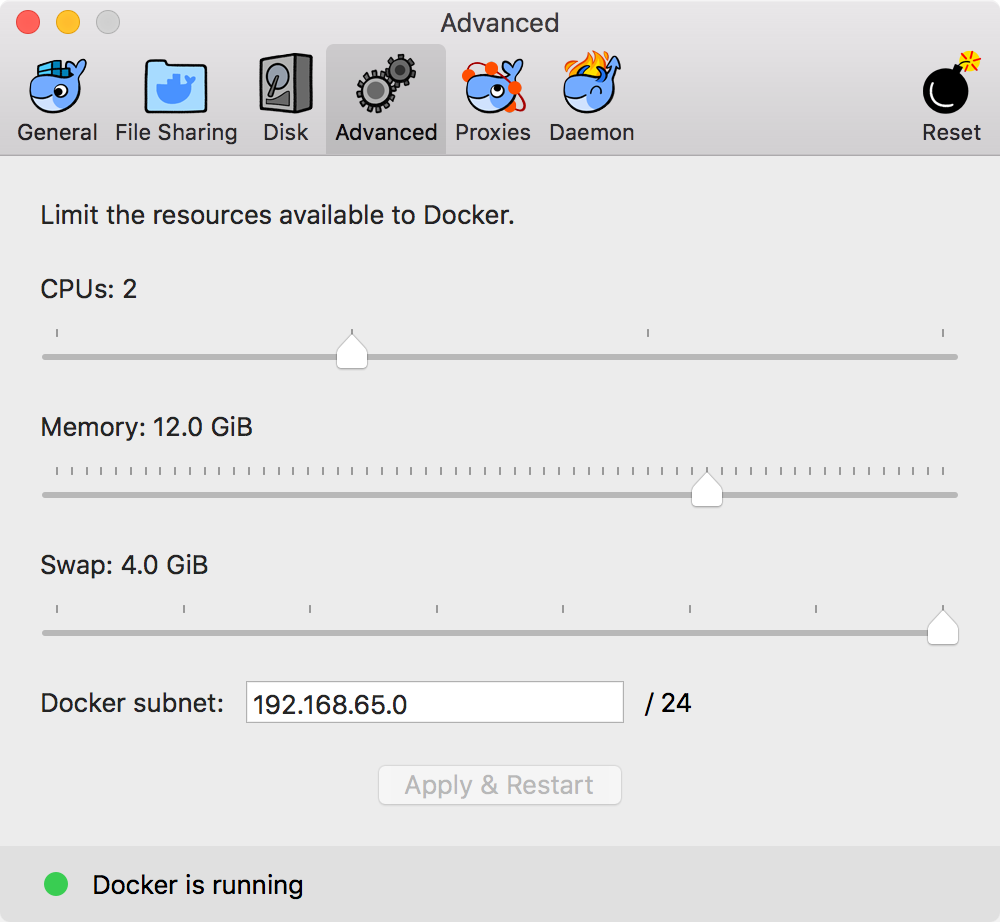 Advanced
General File Sharing Disk Advanced Proxies Daemon Reset
Limit the resources available to Docker.
CPUs: 2
Memory: 12.0 GiB
Swap: 4.0 GiB
Docker subnet: 192.168.65.0 / 24
Apply & Restart
Docker is running